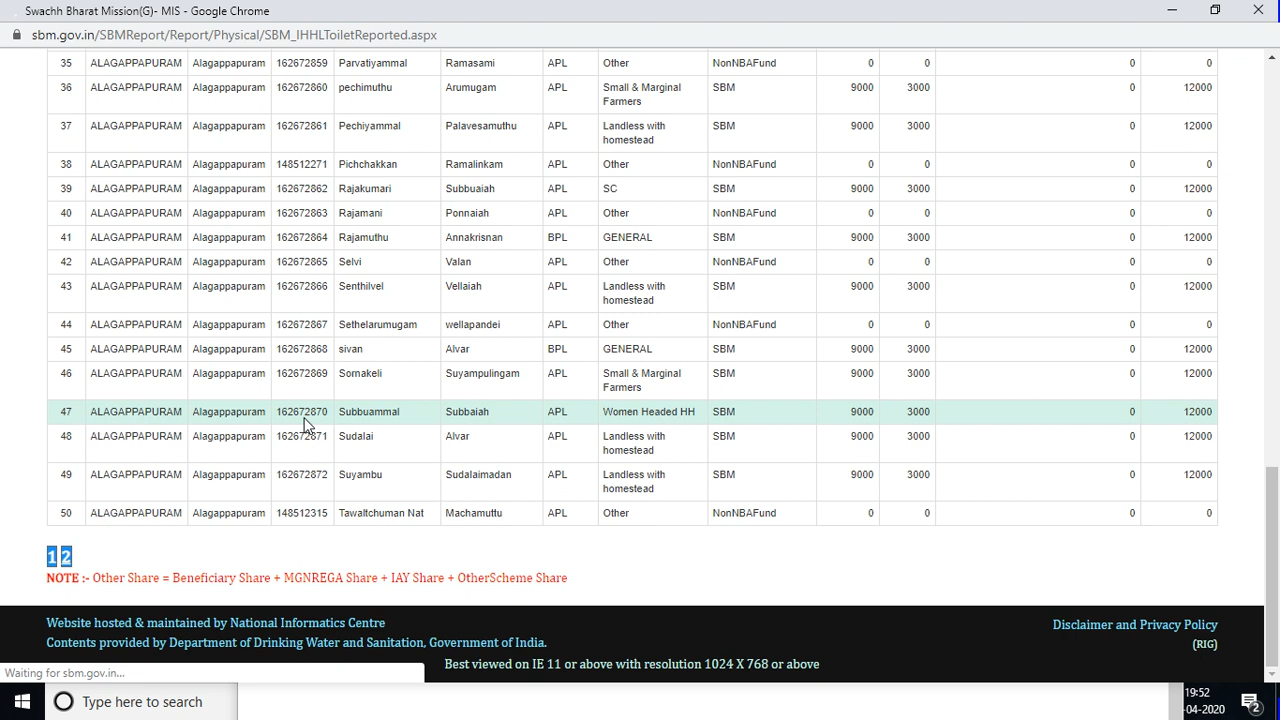 Swachh Bharat Mission(G)- MIS - Google Chrome
sbm.gov.in/SBMReport/Report/Physical/SBM_IHHLToiletReported.aspx
35 ALAGAPPAPURAM Alagappapuram 162672859 Parvatiyammal Ramasami APL Other NonNBAFund 0 0 0 0
36 ALAGAPPAPURAM Alagappapuram 162672860 pechimuthu Arumugam APL Small & Marginal SBM 9000 3000 0 12000
Farmers
37 ALAGAPPAPURAM Alagappapuram 162672861 Pechiyammal Palavesamuthu APL Landless with SBM 9000 3000 0 12000
homestead
38 ALAGAPPAPURAM Alagappapuram 148512271 Pichchakkan Ramalinkam APL Other NonNBAFund 0 0 0 0
39 ALAGAPPAPURAM Alagappapuram 162672862 Rajakumari Subbuaiah APL SC SBM 9000 3000 0 12000
40 ALAGAPPAPURAM Alagappapuram 162672863 Rajamani Ponnaiah APL Other NonNBAFund 0 0 0 0
41 ALAGAPPAPURAM Alagappapuram 162672864 Rajamuthu Annakrisnan BPL GENERAL SBM 9000 3000 0 12000
42 ALAGAPPAPURAM Alagappapuram 162672865 Selvi Valan APL Other NonNBAFund 0 0 0 0
43 ALAGAPPAPURAM Alagappapuram 162672866 Senthilvel Vellaiah APL Landless with SBM 9000 3000 0 12000
homestead
44 ALAGAPPAPURAM Alagappapuram 162672867 Sethelarumugam wellapandei APL Other NonNBAFund 0 0 0 0
45 ALAGAPPAPURAM Alagappapuram 162672868 sivan Alvar BPL GENERAL SBM 9000 3000 0 12000
46 ALAGAPPAPURAM Alagappapuram 162672869 Sornakeli Suyampulingam APL Small & Marginal SBM 9000 3000 0 12000
Farmers
47 ALAGAPPAPURAM Alagappapuram 162672870 Subbuammal Subbaiah APL Women Headed HH SBM 9000 3000 0 12000
48 ALAGAPPAPURAM Alagappapuram 162672871 Sudalai Alvar APL Landless with SBM 9000 3000 0 12000
homestead
49 ALAGAPPAPURAM Alagappapuram 162672872 Suyambu Sudalaimadan APL Landless with SBM 9000 3000 0 12000
homestead
50 ALAGAPPAPURAM Alagappapuram 148512315 Tawaltchuman Nat Machamuttu APL Other NonNBAFund 0 0 0 0
1 2
NOTE :- Other Share = Beneficiary Share + MGNREGA Share + IAY Share + OtherScheme Share
Website hosted & maintained by National Informatics Centre
Disclaimer and Privacy Policy
Contents provided by Department of Drinking Water and Sanitation, Government of India.
(RIG)
Best viewed on IE 11 or above with resolution 1024 X 768 or above
Waiting for sbm.gov.in...
Type here to search
19:52
-04-2020
2